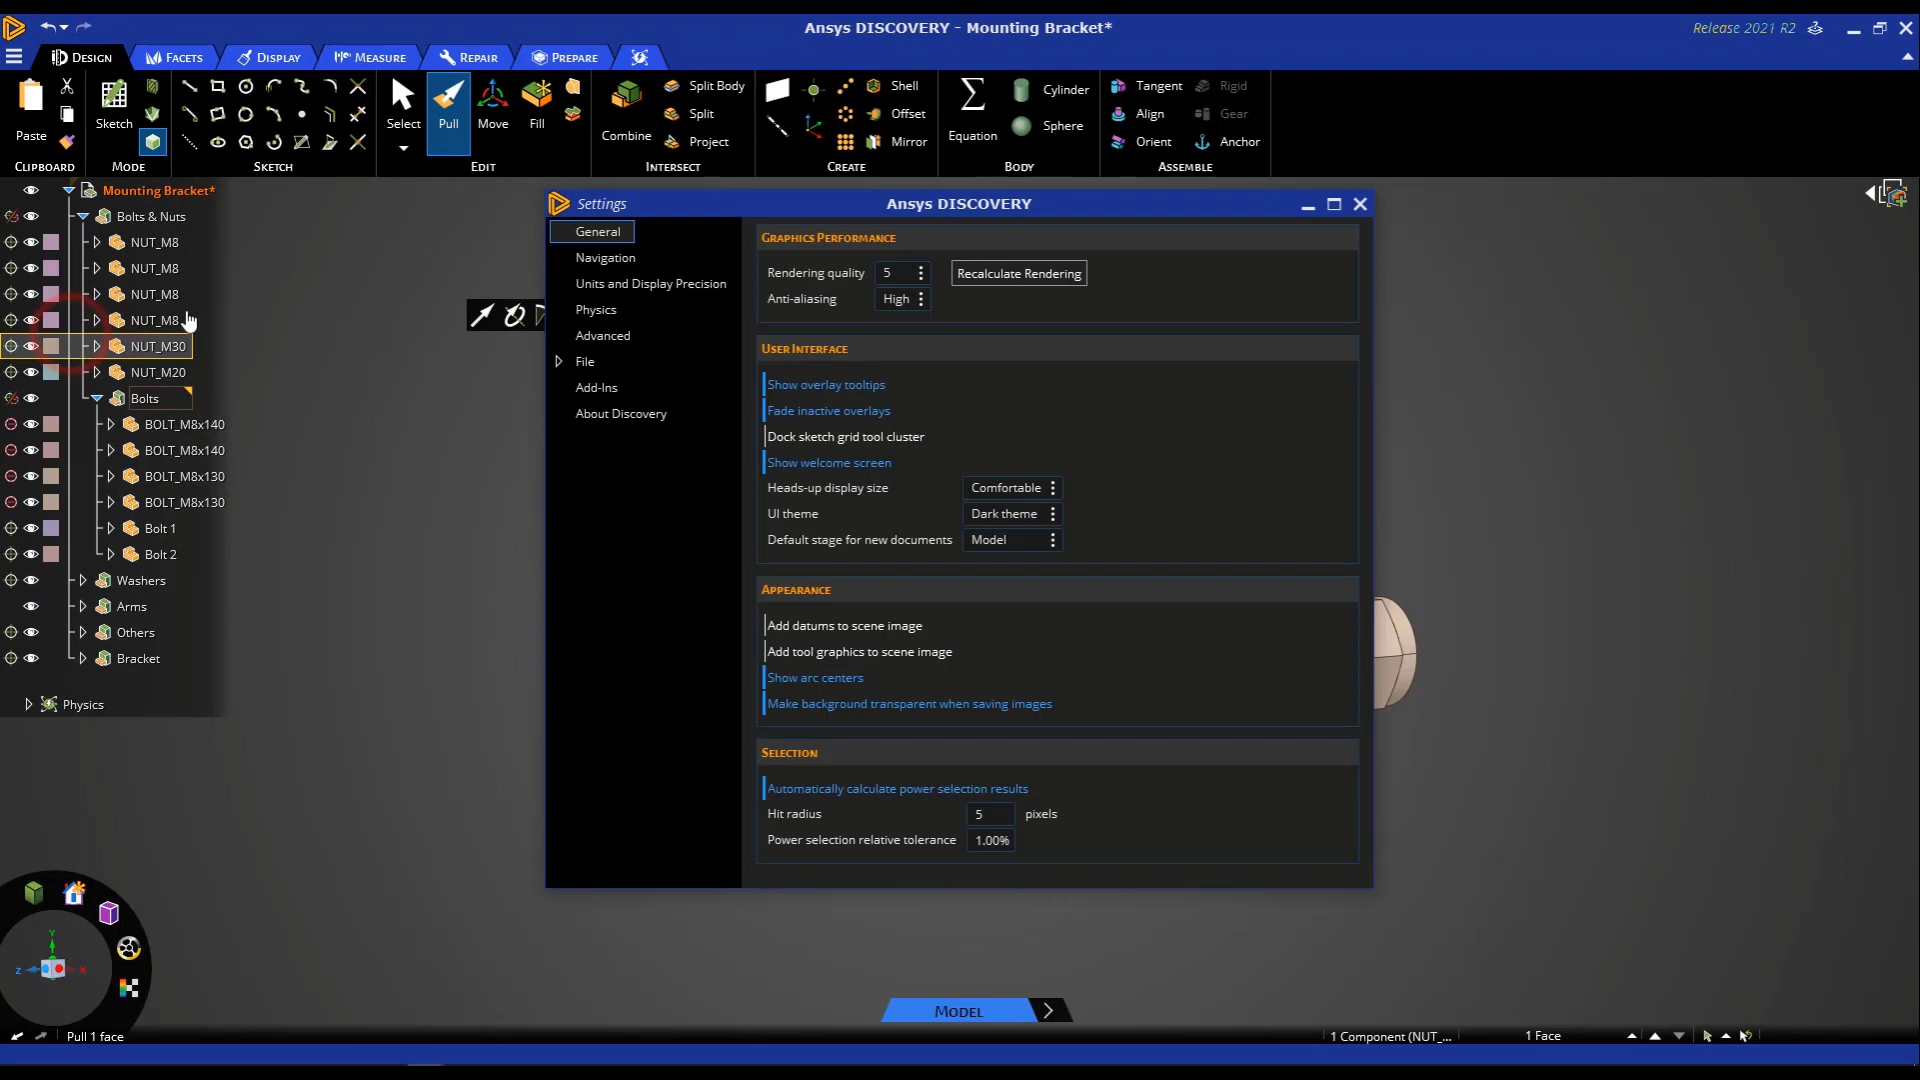 Ansys DISCOVERY - Mounting Bracket*
Release 2021 R2
DESIGN
FACETS
DISPLAY
MEASURE
REPAIR
PREPARE
Paste
Sketch
Select
Pull
Move
Fill
Combine
Split Body
Split
Project
Shell
Offset
Mirror
Equation
Cylinder
Sphere
Tangent
Align
Orient
Rigid
Gear
Anchor
CLIPBOARD
MODE
SKETCH
EDIT
INTERSECT
CREATE
BODY
ASSEMBLE
Mounting Bracket*
Bolts & Nuts
NUT_M8
NUT_M8
NUT_M8
NUT_M8
NUT_M30
NUT_M20
Bolts
BOLT_M8x140
BOLT_M8x140
BOLT_M8x130
BOLT_M8x130
Bolt 1
Bolt 2
Washers
Arms
Others
Bracket
Physics
Settings
Ansys DISCOVERY
General
Navigation
Units and Display Precision
Physics
Advanced
File
Add-Ins
About Discovery
GRAPHICS PERFORMANCE
Rendering quality 5 Recalculate Rendering
Anti-aliasing High
USER INTERFACE
Show overlay tooltips
Fade inactive overlays
Dock sketch grid tool cluster
Show welcome screen
Heads-up display size Comfortable
UI theme Dark theme
Default stage for new documents Model
APPEARANCE
Add datums to scene image
Add tool graphics to scene image
Show arc centers
Make background transparent when saving images
SELECTION
Automatically calculate power selection results
Hit radius 5 pixels
Power selection relative tolerance 1.00%
Y
Z
X
MODEL
Pull 1 face
1 Component (NUT_...
1 Face